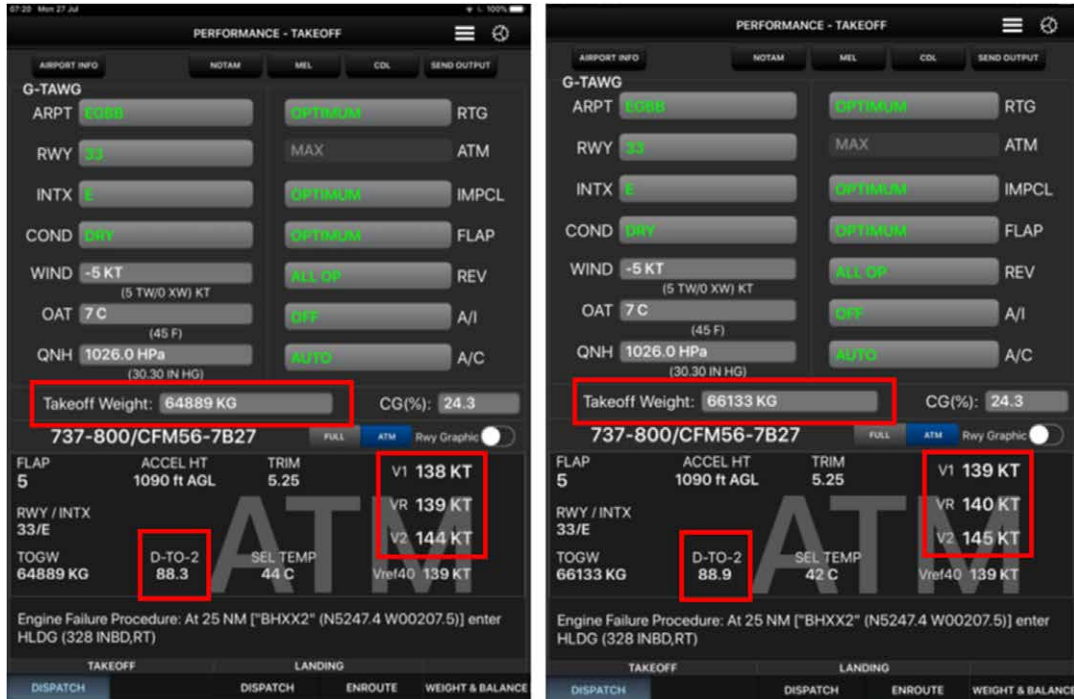 07:20 Mon 27 Jul 100%
PERFORMANCE - TAKEOFF
AIRPORT INFO NOTAM MEL CDL SEND OUTPUT
G-TAWG
ARPT EGBB OPTIMUM RTG
RWY 33 MAX ATM
INTX E OPTIMUM IMPCL
COND DRY OPTIMUM FLAP
WIND -5 KT ALL OP REV
(5 TW/0 XW) KT
OAT 7 C OFF A/I
(45 F)
QNH 1026.0 HPa AUTO A/C
(30.30 IN HG)
Takeoff Weight: 64889 KG CG(%): 24.3
737-800/CFM56-7B27 FULL ATM Rwy Graphic
FLAP ACCEL HT TRIM V1 138 KT
5 1090 ft AGL 5.25
VR 139 KT
RWY / INTX
33/E V2 144 KT
ATM
TOGW D-TO-2 SEL TEMP
64889 KG 88.3 44 C Vref40 139 KT
Engine Failure Procedure: At 25 NM ["BHXX2" (N5247.4 W00207.5)] enter
HLDG (328 INBD,RT)
TAKEOFF LANDING
DISPATCH DISPATCH ENROUTE WEIGHT & BALANCE
PERFORMANCE - TAKEOFF
AIRPORT INFO NOTAM MEL CDL SEND OUTPUT
G-TAWG
ARPT EGBB OPTIMUM RTG
RWY 33 MAX ATM
INTX E OPTIMUM IMPCL
COND DRY OPTIMUM FLAP
WIND -5 KT ALL OP REV
(5 TW/0 XW) KT
OAT 7 C OFF A/I
(45 F)
QNH 1026.0 HPa AUTO A/C
(30.30 IN HG)
Takeoff Weight: 66133 KG CG(%): 24.3
737-800/CFM56-7B27 FULL ATM Rwy Graphic
FLAP ACCEL HT TRIM V1 139 KT
5 1090 ft AGL 5.25
VR 140 KT
RWY / INTX
33/E V2 145 KT
ATM
TOGW D-TO-2 SEL TEMP
66133 KG 88.9 42 C Vref40 139 KT
Engine Failure Procedure: At 25 NM ["BHXX2" (N5247.4 W00207.5)] enter
HLDG (328 INBD,RT)
TAKEOFF LANDING
DISPATCH DISPATCH ENROUTE WEIGHT & BALANCE